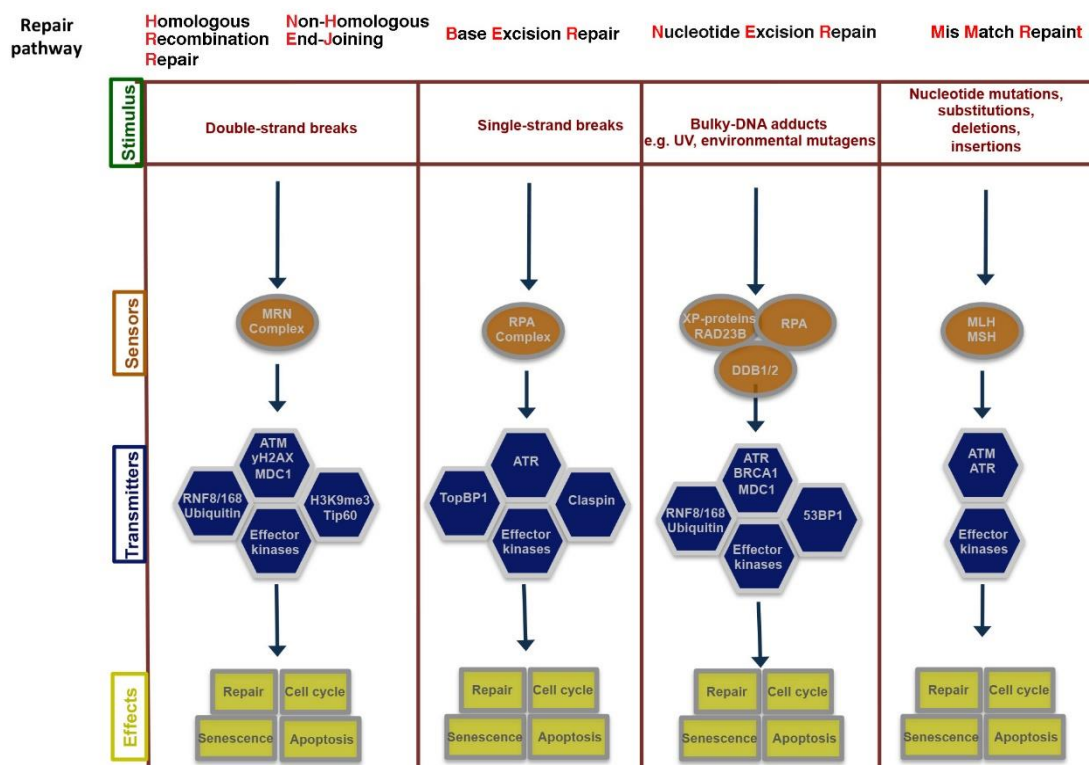 Repair
pathway
Homologous
Recombination
Repair
Non-Homologous
End-Joining
Base Excision Repair
Nucleotide Excision Repain
Mis Match Repaint
Stimulus
Double-strand breaks
Single-strand breaks
Bulky-DNA adducts
e.g. UV, environmental mutagens
Nucleotide mutations,
substitutions,
deletions,
insertions
Sensors
MRN
Complex
RPA
Complex
XP-proteins
RAD23B
RPA
DDB1/2
MLH
MSH
Transmitters
ATM
yH2AX
MDC1
RNF8/168
Ubiquitin
H3K9me3
Tip60
Effector
kinases
ATR
TopBP1
Claspin
Effector
kinases
ATR
BRCA1
MDC1
RNF8/168
Ubiquitin
53BP1
Effector
kinases
ATM
ATR
Effector
kinases
Effects
Repair
Cell cycle
Senescence
Apoptosis
Repair
Cell cycle
Senescence
Apoptosis
Repair
Cell cycle
Senescence
Apoptosis
Repair
Cell cycle
Senescence
Apoptosis